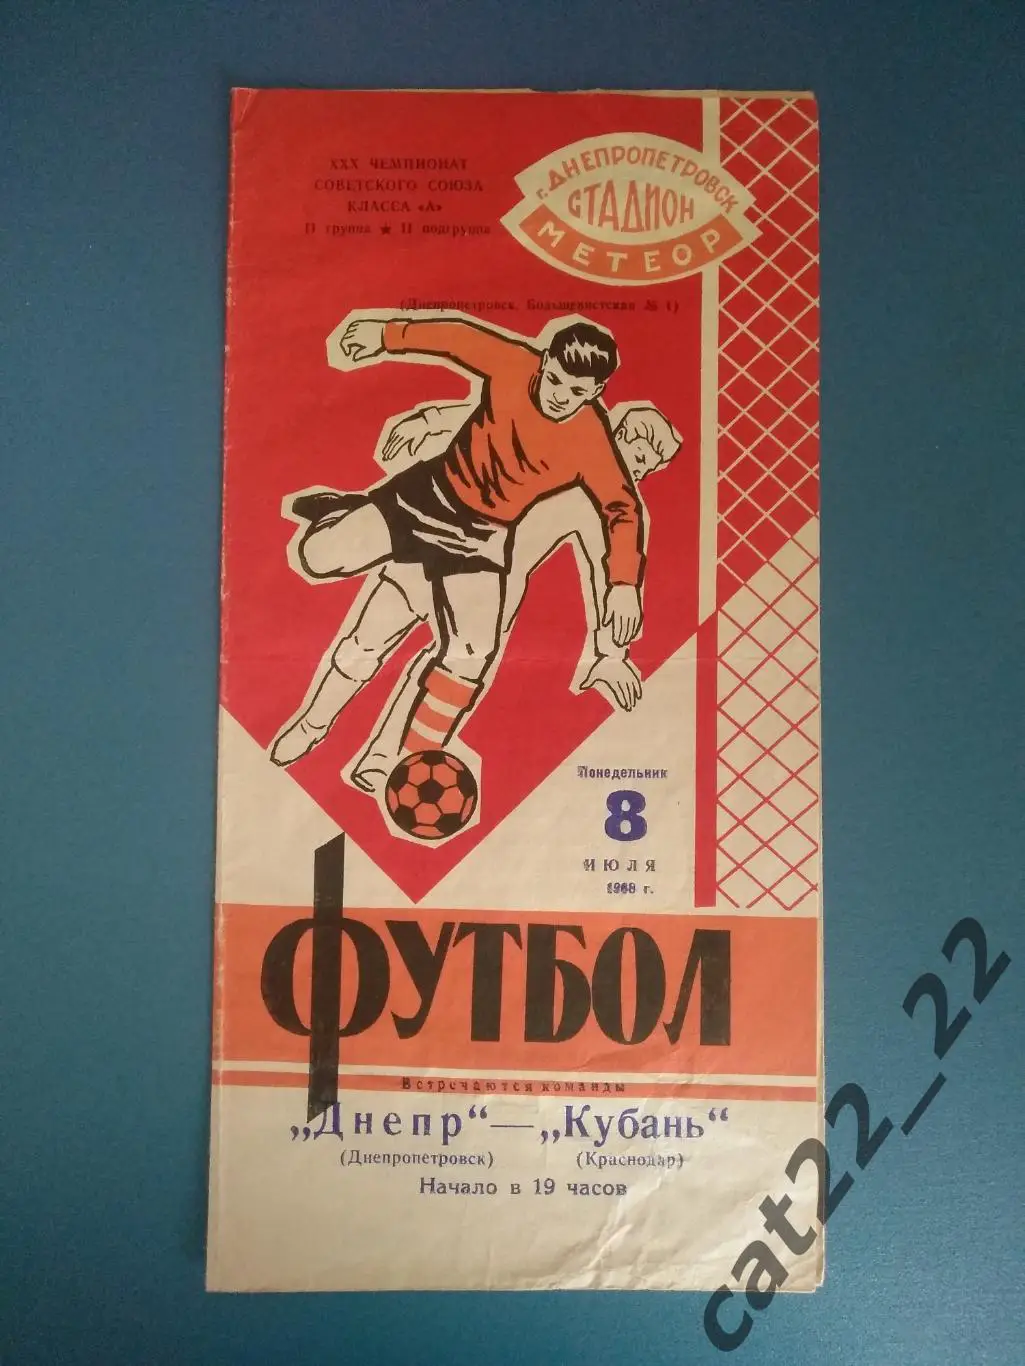 XXX ЧЕМПИОНАТ
СОВЕТСКОГО СОЮЗА
КЛАССА «А»
II группа ★ II подгруппа
г. ДНЕПРОПЕТРОВСК
СТАДИОН
МЕТЕОР
(Днепропетровск, Большевистская № 1)
Понедельник
8
ИЮЛЯ
1968 г.
ФУТБОЛ
Встречаются команды
„Днепр“ — „Кубань“
(Днепропетровск) (Краснодар)
Начало в 19 часов
cat22_22